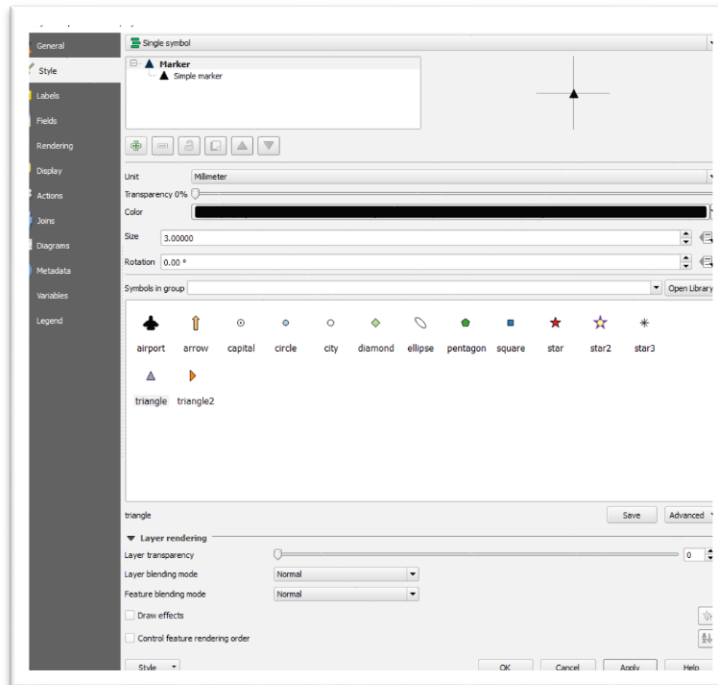 General
Style
Labels
Fields
Rendering
Display
Actions
Joins
Diagrams
Metadata
Variables
Legend
Single symbol
Marker
Simple marker
Unit Millimeter
Transparency 0%
Color
Size 3.00000
Rotation 0.00 °
Symbols in group Open Library
airport arrow capital circle city diamond ellipse pentagon square star star2 star3
triangle triangle2
triangle Save Advanced
Layer rendering
Layer transparency 0
Layer blending mode Normal
Feature blending mode Normal
Draw effects
Control feature rendering order
Style OK Cancel Apply Help